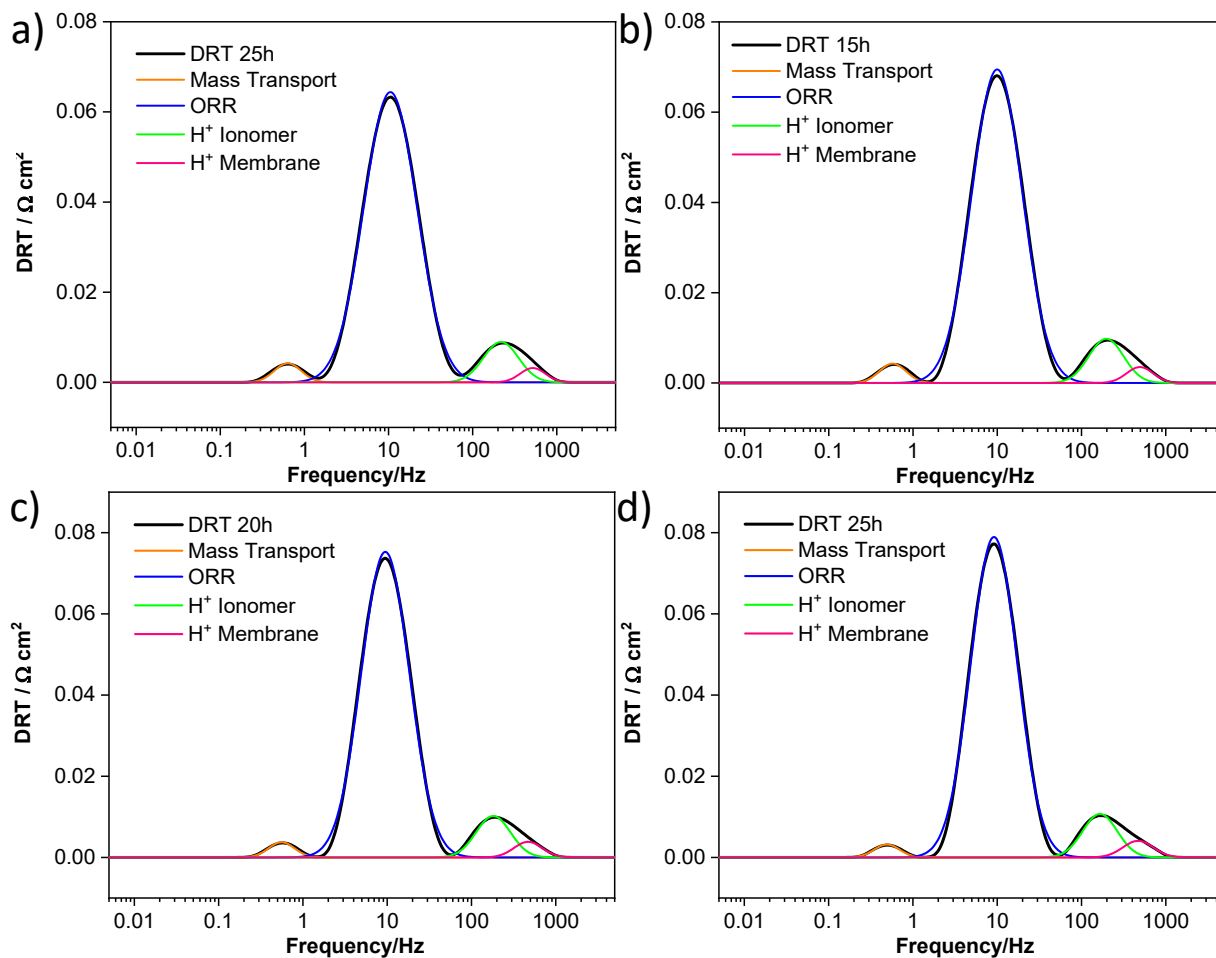 a)
0.08
0.06
0.04
0.02
0.00
DRT / Ω cm²
DRT 25h
Mass Transport
ORR
H⁺ Ionomer
H⁺ Membrane
0.01 0.1 1 10 100 1000
Frequency/Hz
b)
0.08
0.06
0.04
0.02
0.00
DRT / Ω cm²
DRT 15h
Mass Transport
ORR
H⁺ Ionomer
H⁺ Membrane
0.01 0.1 1 10 100 1000
Frequency/Hz
c)
0.08
0.06
0.04
0.02
0.00
DRT / Ω cm²
DRT 20h
Mass Transport
ORR
H⁺ Ionomer
H⁺ Membrane
0.01 0.1 1 10 100 1000
Frequency/Hz
d)
0.08
0.06
0.04
0.02
0.00
DRT / Ω cm²
DRT 25h
Mass Transport
ORR
H⁺ Ionomer
H⁺ Membrane
0.01 0.1 1 10 100 1000
Frequency/Hz